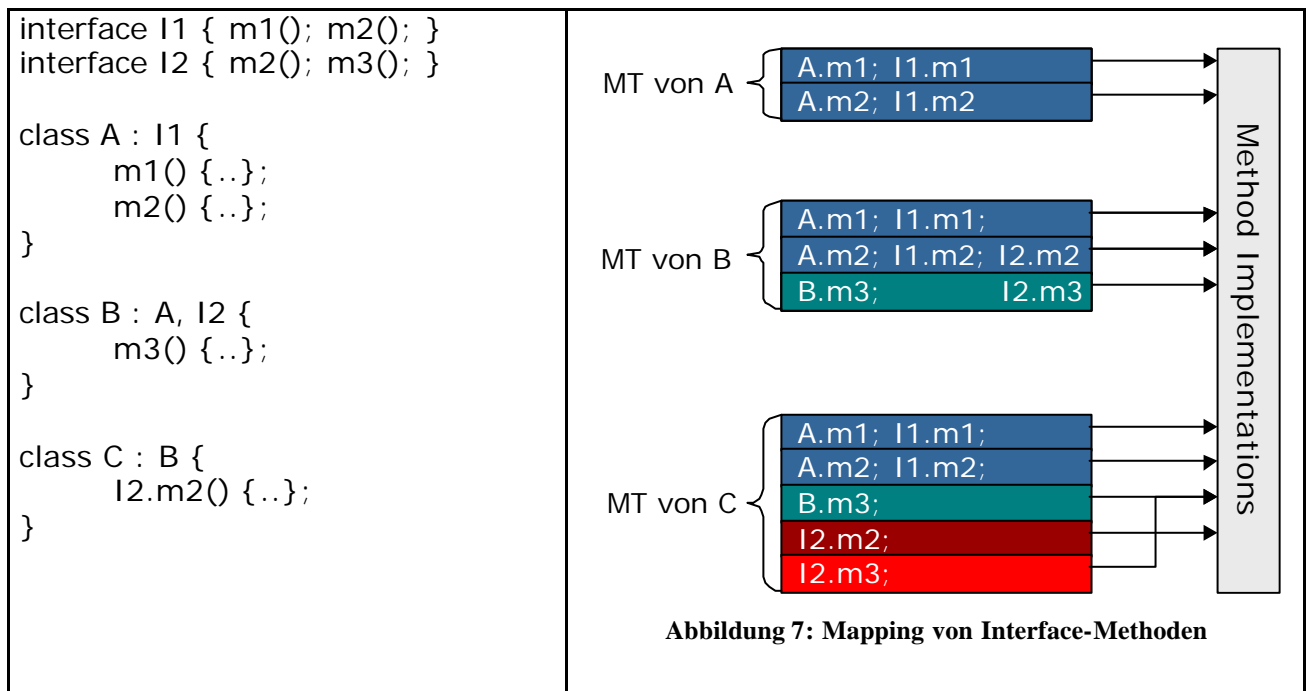 interface I1 { m1(); m2(); }
interface I2 { m2(); m3(); }
class A : I1 {
m1() {..};
m2() {..};
}
class B : A, I2 {
m3() {..};
}
class C : B {
I2.m2() {..};
}
MT von A
A.m1; I1.m1
A.m2; I1.m2
MT von B
A.m1; I1.m1;
A.m2; I1.m2; I2.m2
B.m3; I2.m3
MT von C
A.m1; I1.m1;
A.m2; I1.m2;
B.m3;
I2.m2;
I2.m3;
Method Implementations
Abbildung 7: Mapping von Interface-Methoden